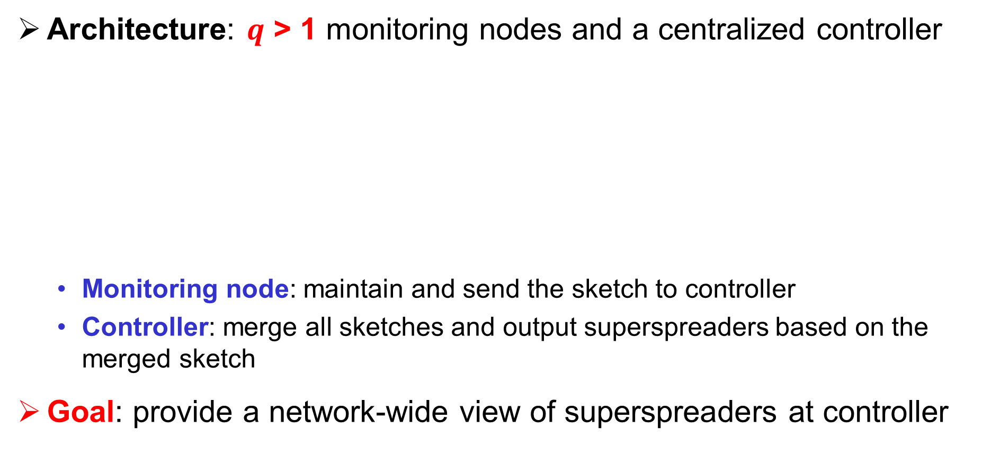 ➢ Architecture: q > 1 monitoring nodes and a centralized controller
• Monitoring node: maintain and send the sketch to controller
• Controller: merge all sketches and output superspreaders based on the
merged sketch
➢ Goal: provide a network-wide view of superspreaders at controller